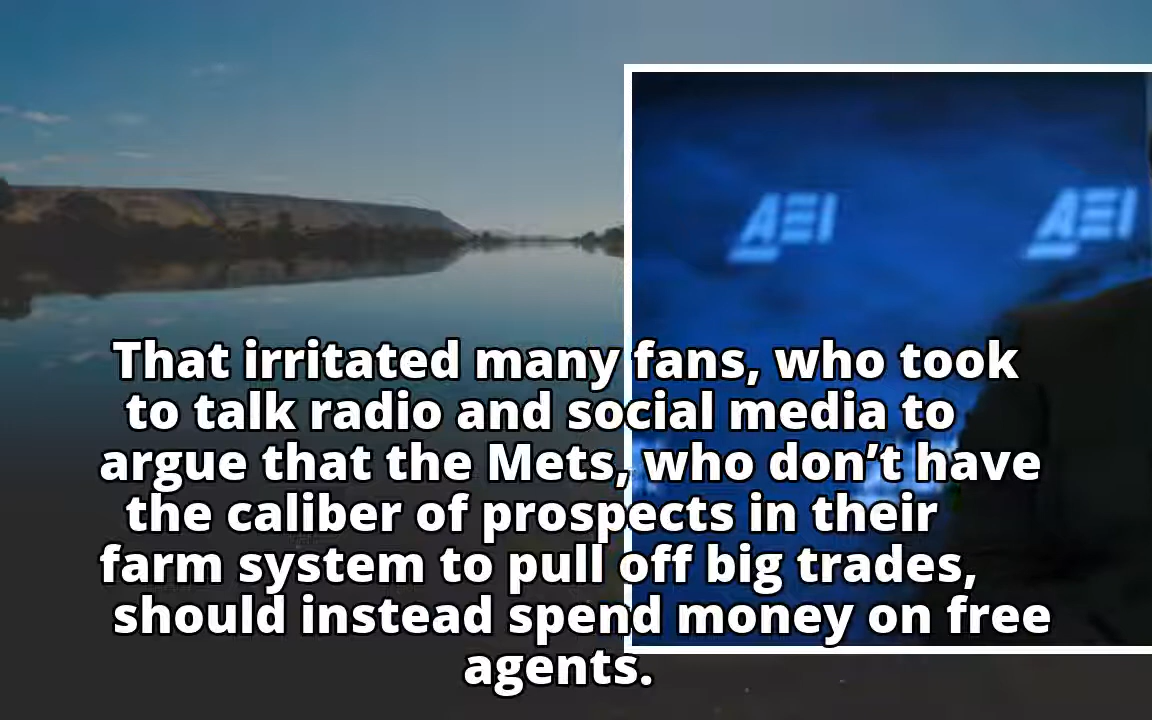 AEI AEI
That irritated many fans, who took
to talk radio and social media to
argue that the Mets, who don’t have
the caliber of prospects in their
farm system to pull off big trades,
should instead spend money on free
agents.